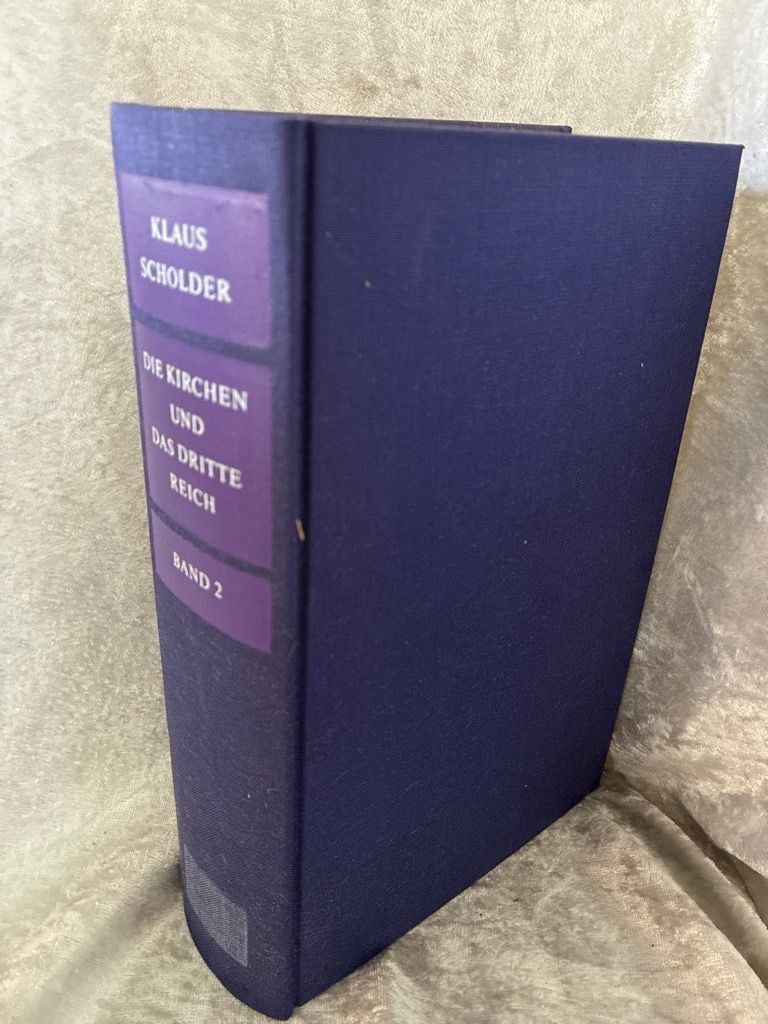 KLAUS
SCHOLDER
DIE KIRCHEN
UND
DAS DRITTE
REICH
BAND 2